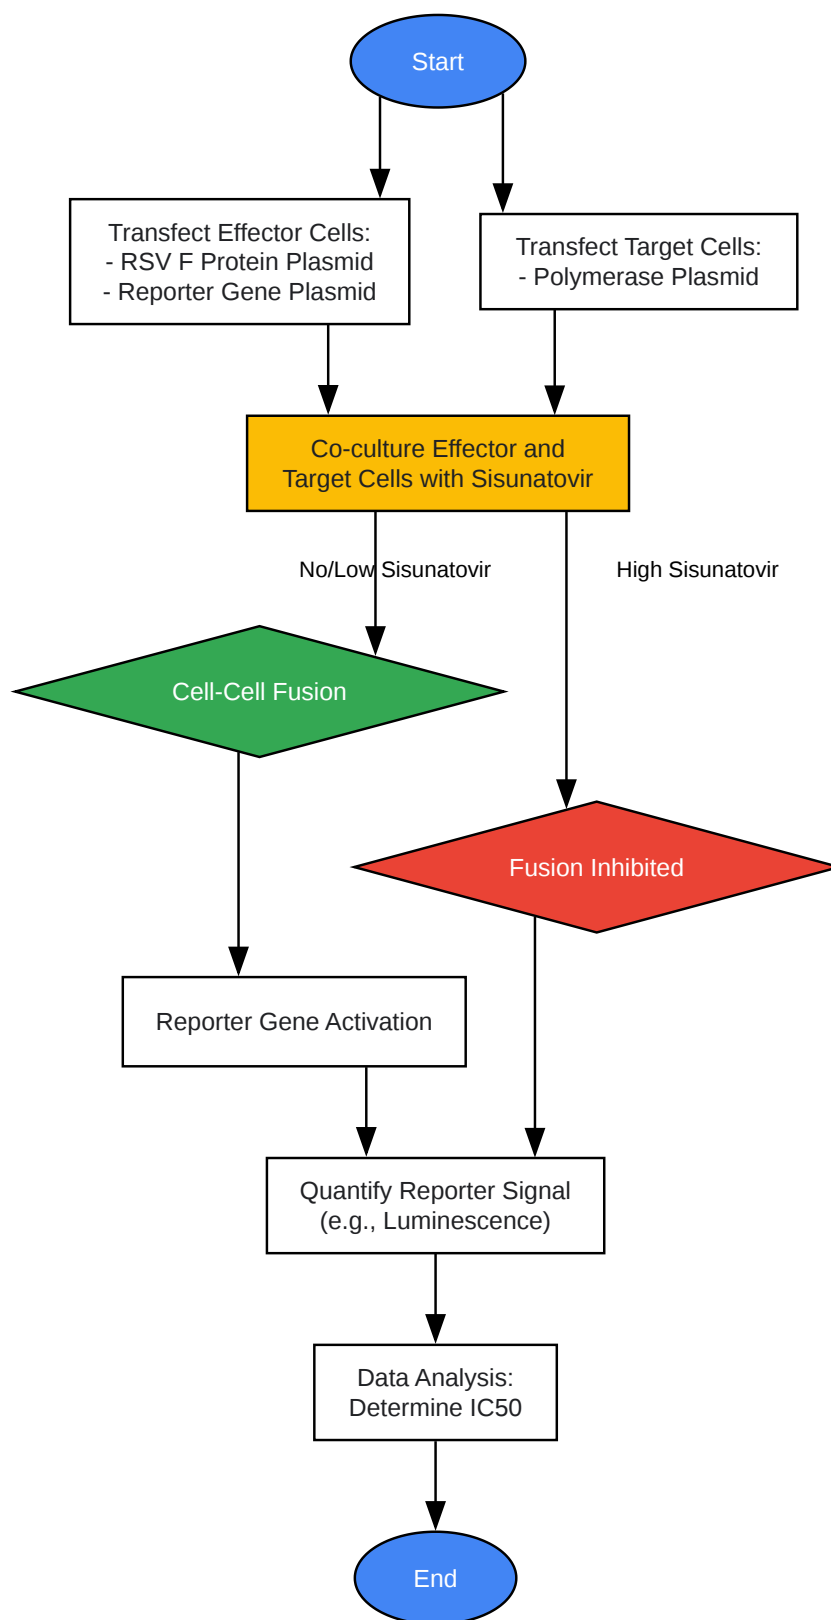 Start
Transfect Effector Cells:
- RSV F Protein Plasmid
- Reporter Gene Plasmid
Transfect Target Cells:
- Polymerase Plasmid
Co-culture Effector and
Target Cells with Sisunatovir
No/Low Sisunatovir
High Sisunatovir
Cell-Cell Fusion
Fusion Inhibited
Reporter Gene Activation
Quantify Reporter Signal
(e.g., Luminescence)
Data Analysis:
Determine IC50
End